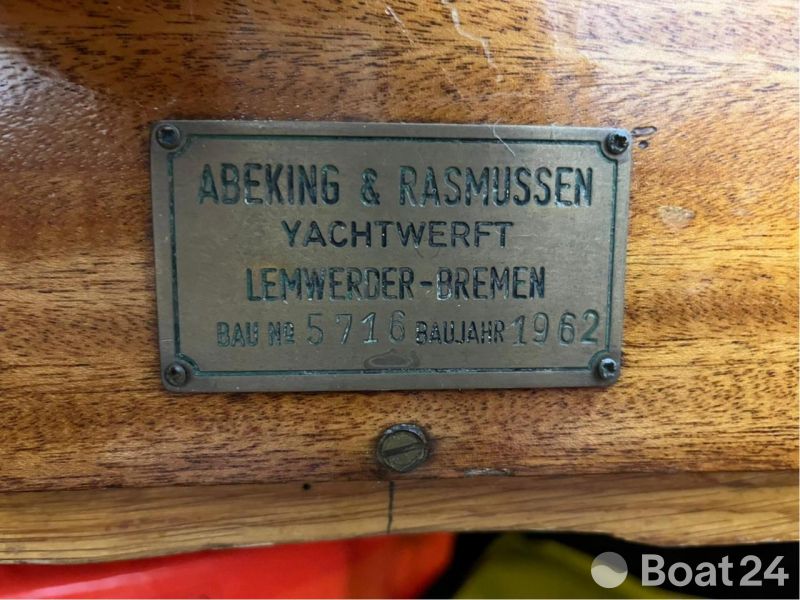 ABEKING & RASMUSSEN
YACHTWERFT
LEMWERDER-BREMEN
BAU No 5716 BAUJAHR 1962
Boat24